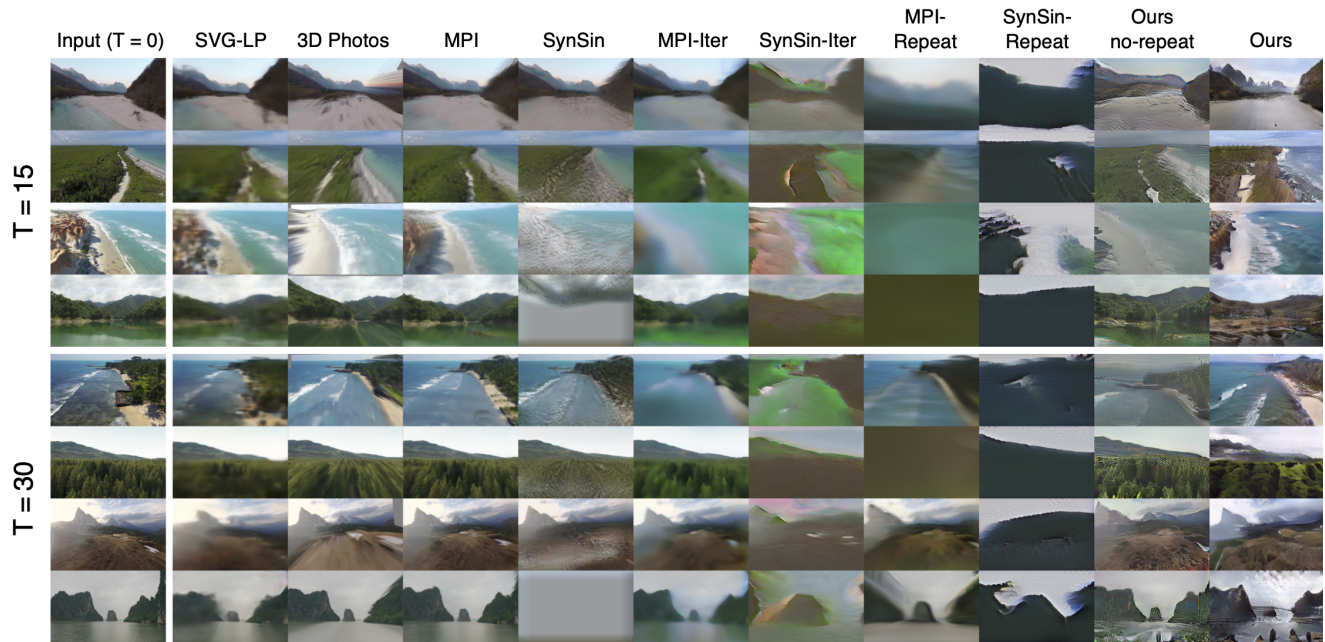 Input (T = 0) SVG-LP 3D Photos MPI SynSin MPI-Iter SynSin-Iter MPI-Repeat SynSin-Repeat Ours no-repeat Ours
T = 15
T = 30